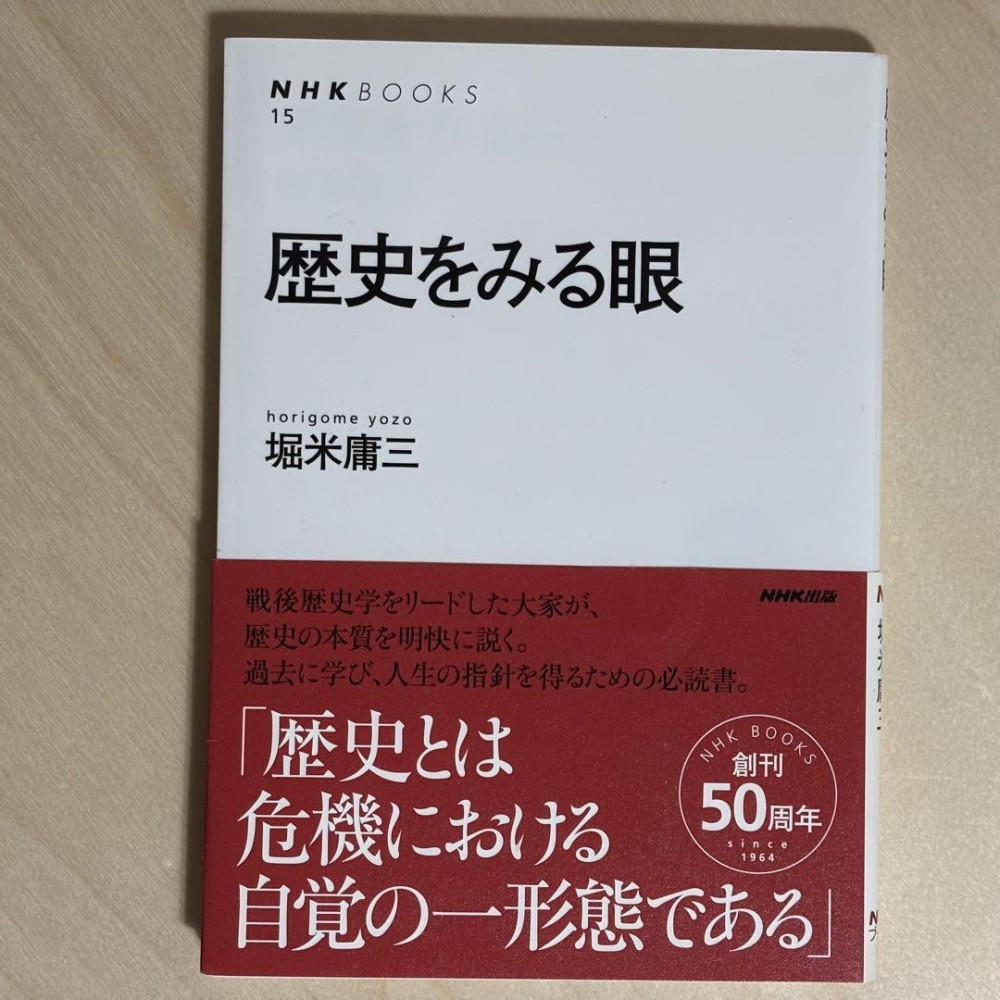 NHK BOOKS
15
歴史をみる眼
horigome yozo
堀米庸三
NHK出版
戦後歴史学をリードした大家が、
歴史の本質を明快に説く。
過去に学び、人生の指針を得るための必読書。
「歴史とは
危機における
自覚の一形態である」
NHK BOOKS
創刊
50周年
since
1964
堀米庸三